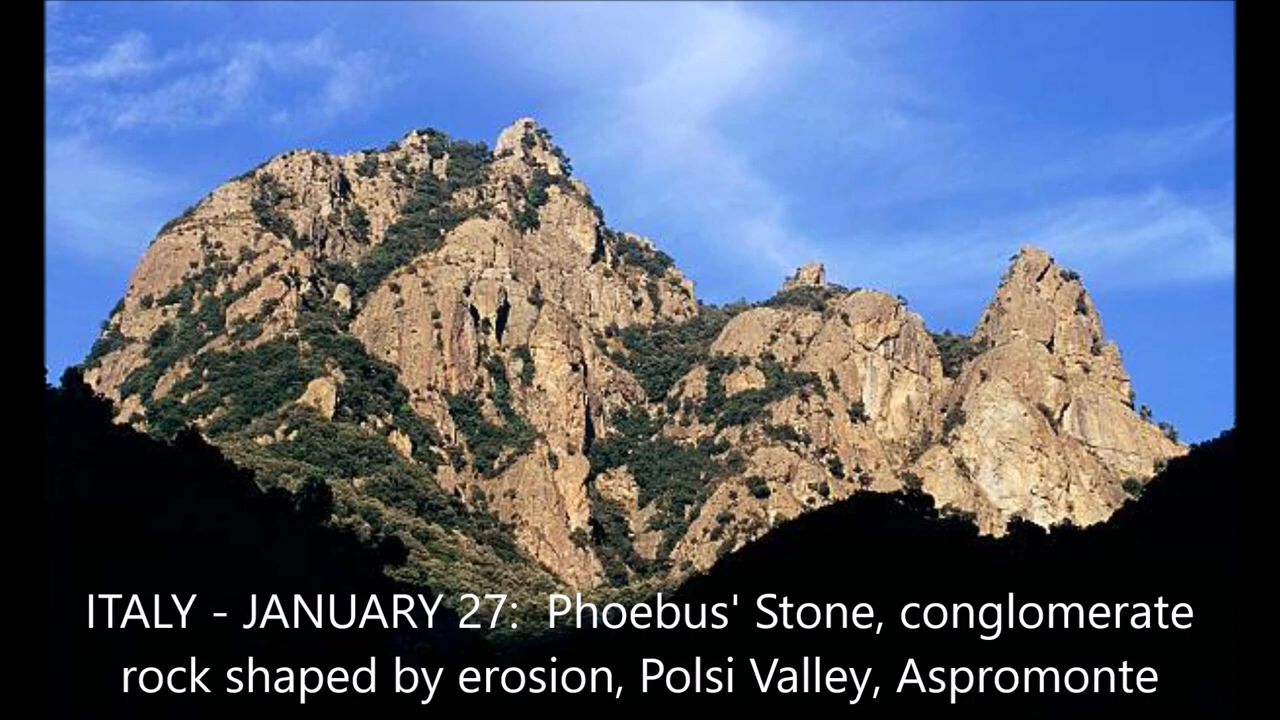 ITALY - JANUARY 27:  Phoebus' Stone, conglomerate
rock shaped by erosion, Polsi Valley, Aspromonte